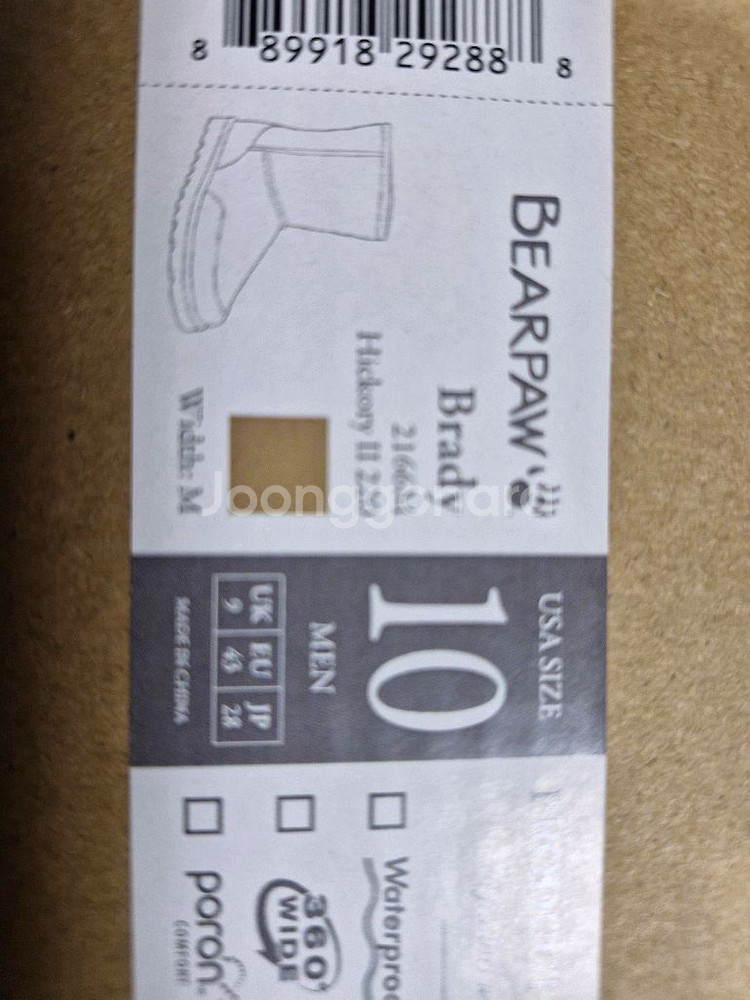 8 89918 29288 8
BEARPAW
Brady
Hickory II
Width: M
USA SIZE
10
MEN
UK EU JP
9 43 28
MADE IN CHINA
Waterproo
360°
WIDE
poron
COMFORT
Joonggonara